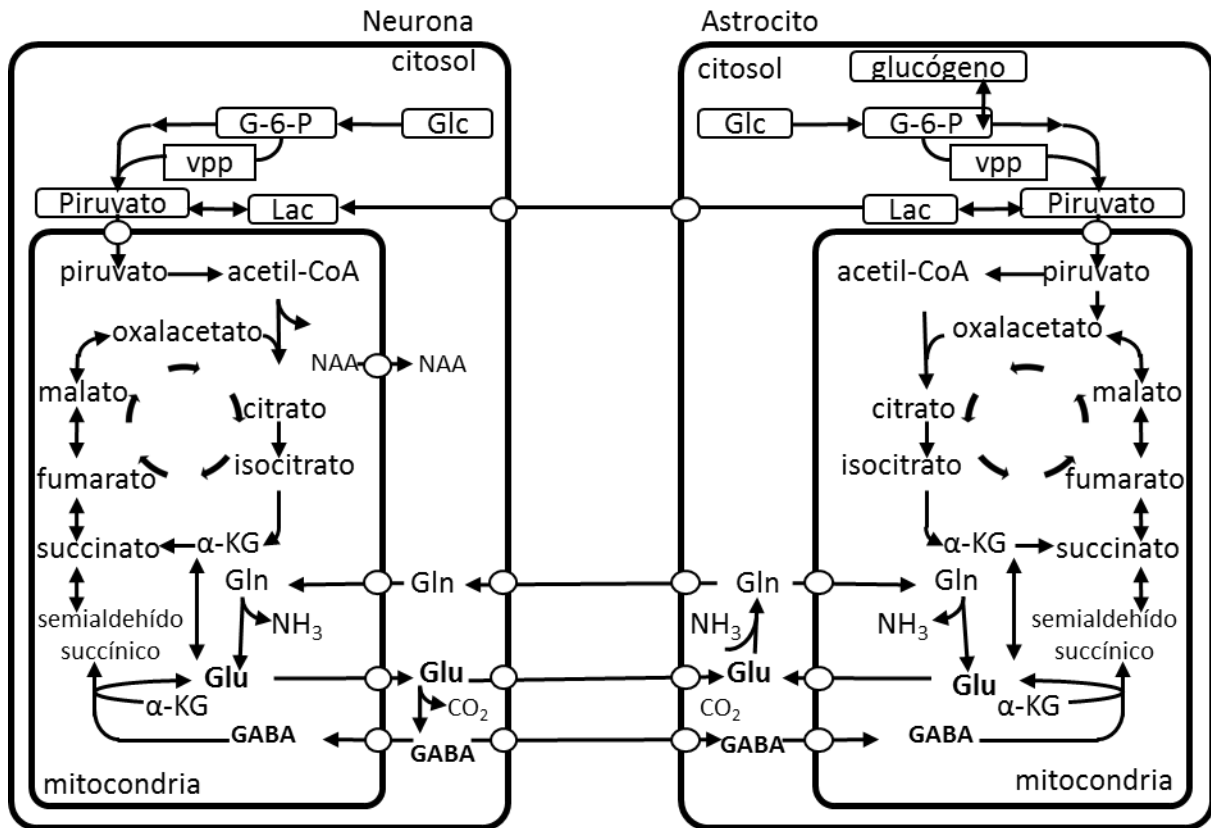 Neurona
citosol
G-6-P
Glc
vpp
Piruvato
Lac
piruvato
acetil-CoA
oxalacetato
NAA
NAA
malato
citrato
isocitrato
fumarato
succinato
α-KG
Gln
Gln
NH3
semialdehído
succínico
Glu
Glu
α-KG
CO2
GABA
GABA
mitocondria
Astrocito
citosol
glucógeno
Glc
G-6-P
vpp
Lac
Piruvato
acetil-CoA
piruvato
oxalacetato
malato
citrato
isocitrato
fumarato
α-KG
succinato
Gln
Gln
NH3
NH3
semialdehído
succínico
Glu
Glu
α-KG
CO2
GABA
GABA
mitocondria